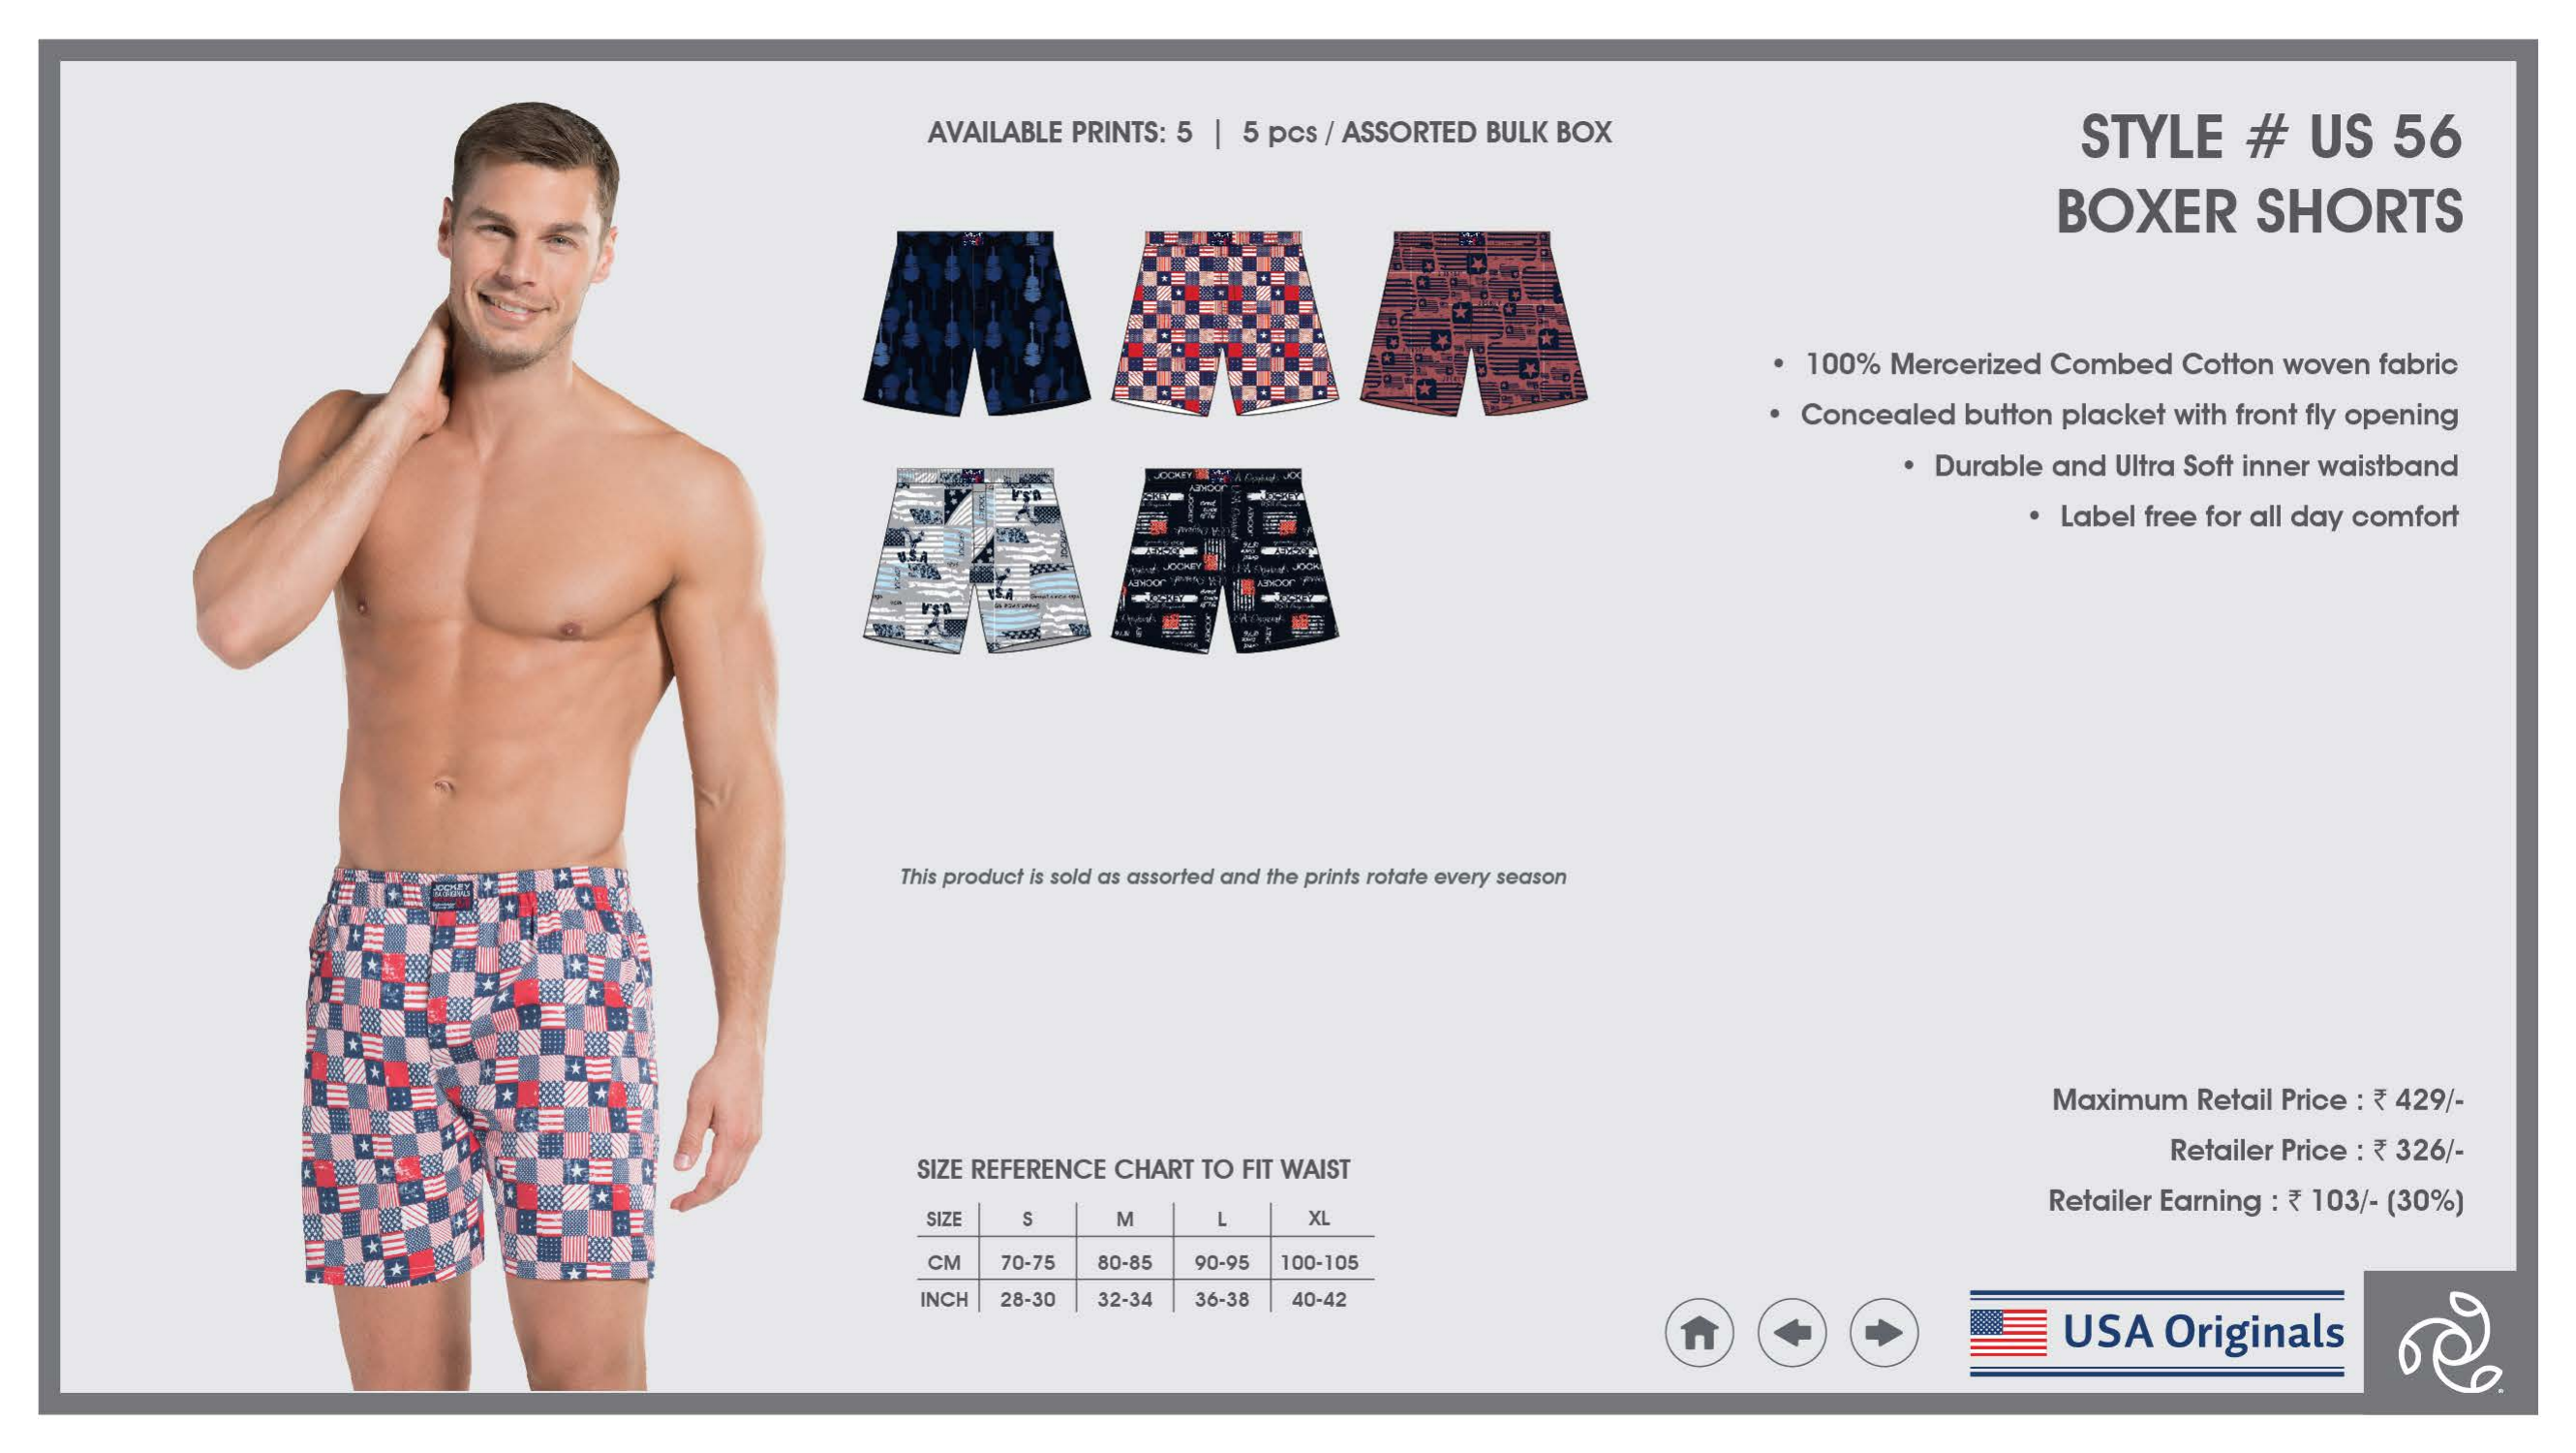 AVAILABLE PRINTS: 5 | 5 pcs / ASSORTED BULK BOX
STYLE # US 56
BOXER SHORTS
• 100% Mercerized Combed Cotton woven fabric
• Concealed button placket with front fly opening
• Durable and Ultra Soft inner waistband
• Label free for all day comfort
JOCKEY
USA ORIGINALS
This product is sold as assorted and the prints rotate every season
SIZE REFERENCE CHART TO FIT WAIST
SIZE S M L XL
CM 70-75 80-85 90-95 100-105
INCH 28-30 32-34 36-38 40-42
Maximum Retail Price : ₹ 429/-
Retailer Price : ₹ 326/-
Retailer Earning : ₹ 103/- (30%)
USA Originals